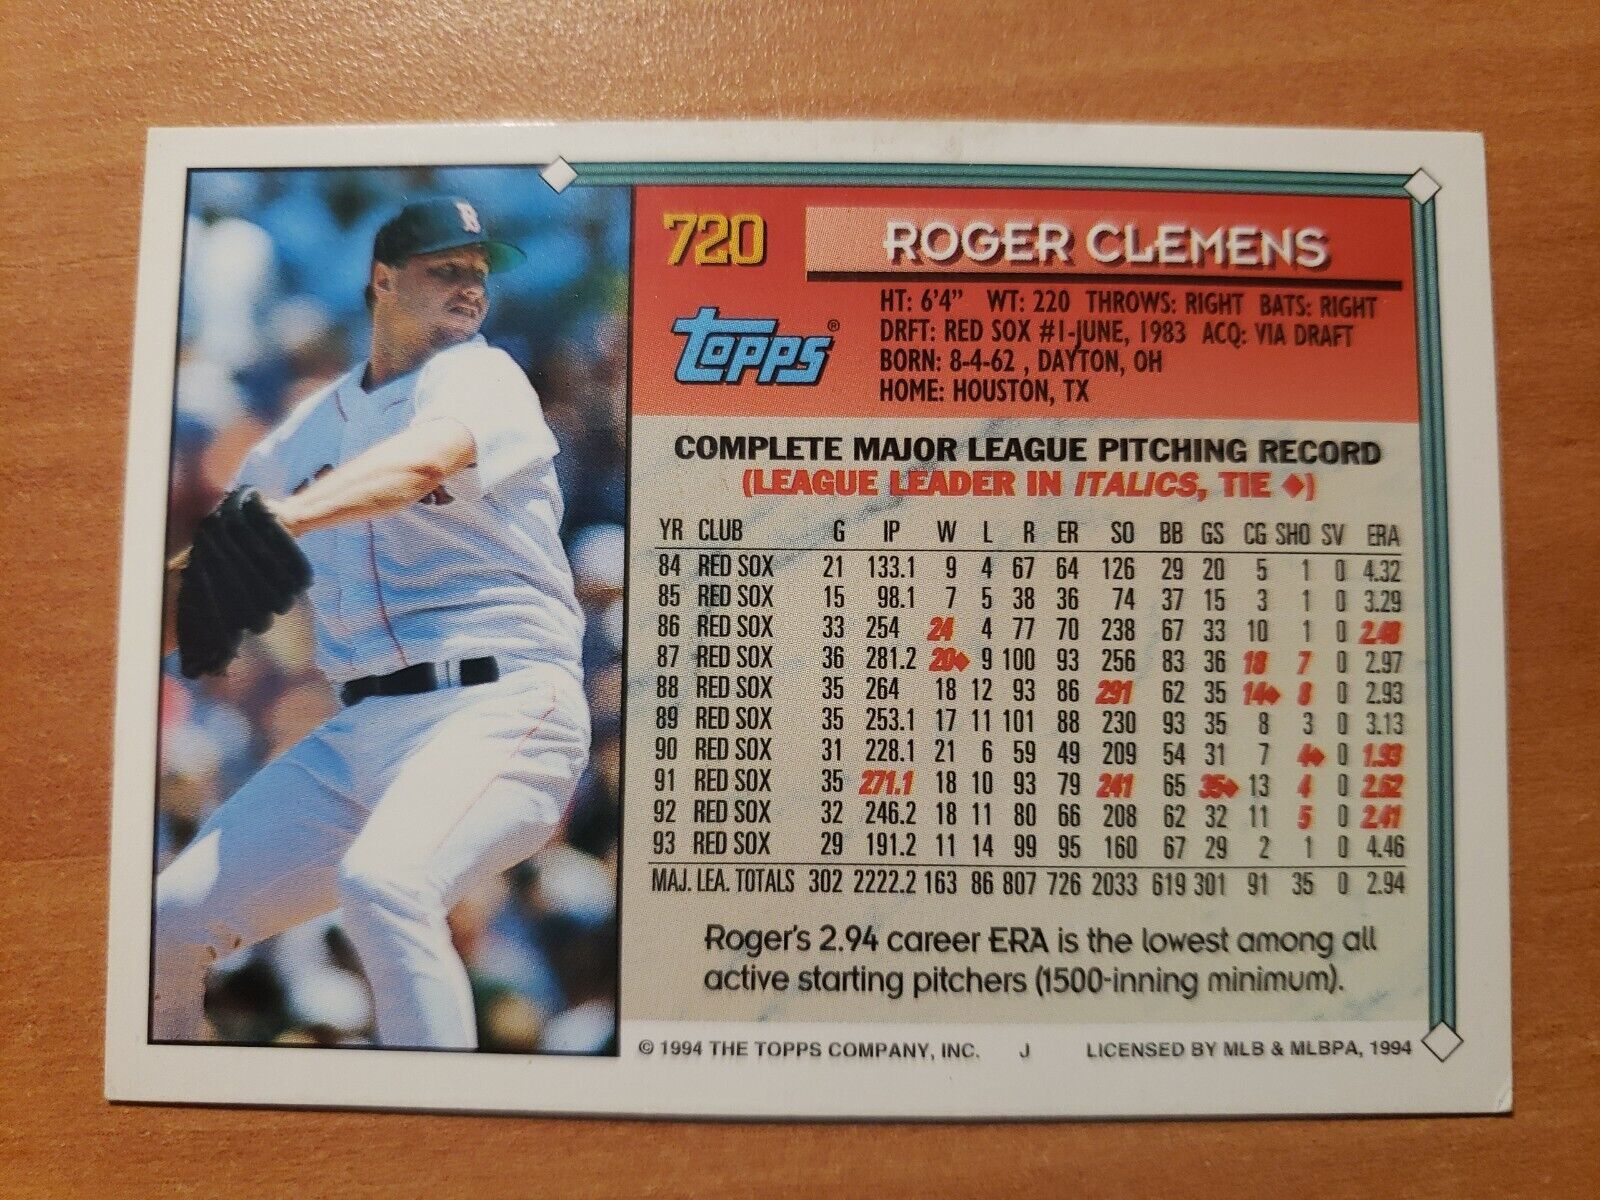 720
ROGER CLEMENS
Topps®
HT: 6'4" WT: 220 THROWS: RIGHT BATS: RIGHT
DRFT: RED SOX #1-JUNE, 1983 ACQ: VIA DRAFT
BORN: 8-4-62 , DAYTON, OH
HOME: HOUSTON, TX
COMPLETE MAJOR LEAGUE PITCHING RECORD
(LEAGUE LEADER IN ITALICS, TIE ♦)
YR CLUB G IP W L R ER SO BB GS CG SHO SV ERA
84 RED SOX 21 133.1 9 4 67 64 126 29 20 5 1 0 4.32
85 RED SOX 15 98.1 7 5 38 36 74 37 15 3 1 0 3.29
86 RED SOX 33 254 24 4 77 70 238 67 33 10 1 0 2.48
87 RED SOX 36 281.2 20♦ 9 100 93 256 83 36 18 7 0 2.97
88 RED SOX 35 264 18 12 93 86 291 62 35 14♦ 8 0 2.93
89 RED SOX 35 253.1 17 11 101 88 230 93 35 8 3 0 3.13
90 RED SOX 31 228.1 21 6 59 49 209 54 31 7 4♦ 0 1.93
91 RED SOX 35 271.1 18 10 93 79 241 65 35♦ 13 4 0 2.62
92 RED SOX 32 246.2 18 11 80 66 208 62 32 11 5 0 2.41
93 RED SOX 29 191.2 11 14 99 95 160 67 29 2 1 0 4.46
MAJ. LEA. TOTALS 302 2222.2 163 86 807 726 2033 619 301 91 35 0 2.94
Roger's 2.94 career ERA is the lowest among all
active starting pitchers (1500-inning minimum).
© 1994 THE TOPPS COMPANY, INC. J LICENSED BY MLB & MLBPA, 1994
B